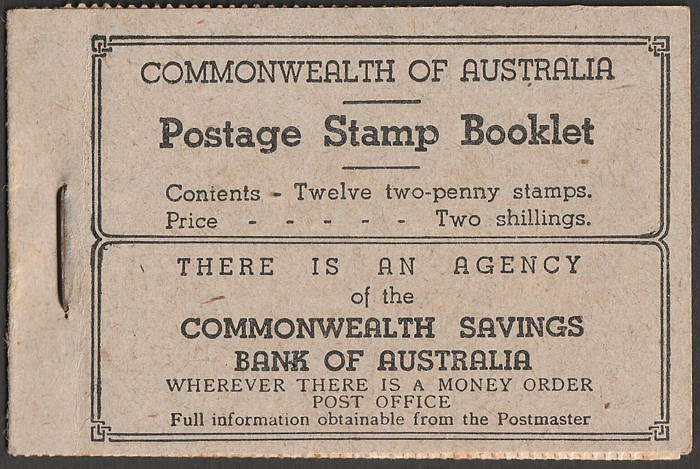 COMMONWEALTH OF AUSTRALIA
Postage Stamp Booklet
Contents - Twelve two-penny stamps.
Price - - - - - Two shillings.
THERE IS AN AGENCY
of the
COMMONWEALTH SAVINGS
BANK OF AUSTRALIA
WHEREVER THERE IS A MONEY ORDER
POST OFFICE
Full information obtainable from the Postmaster